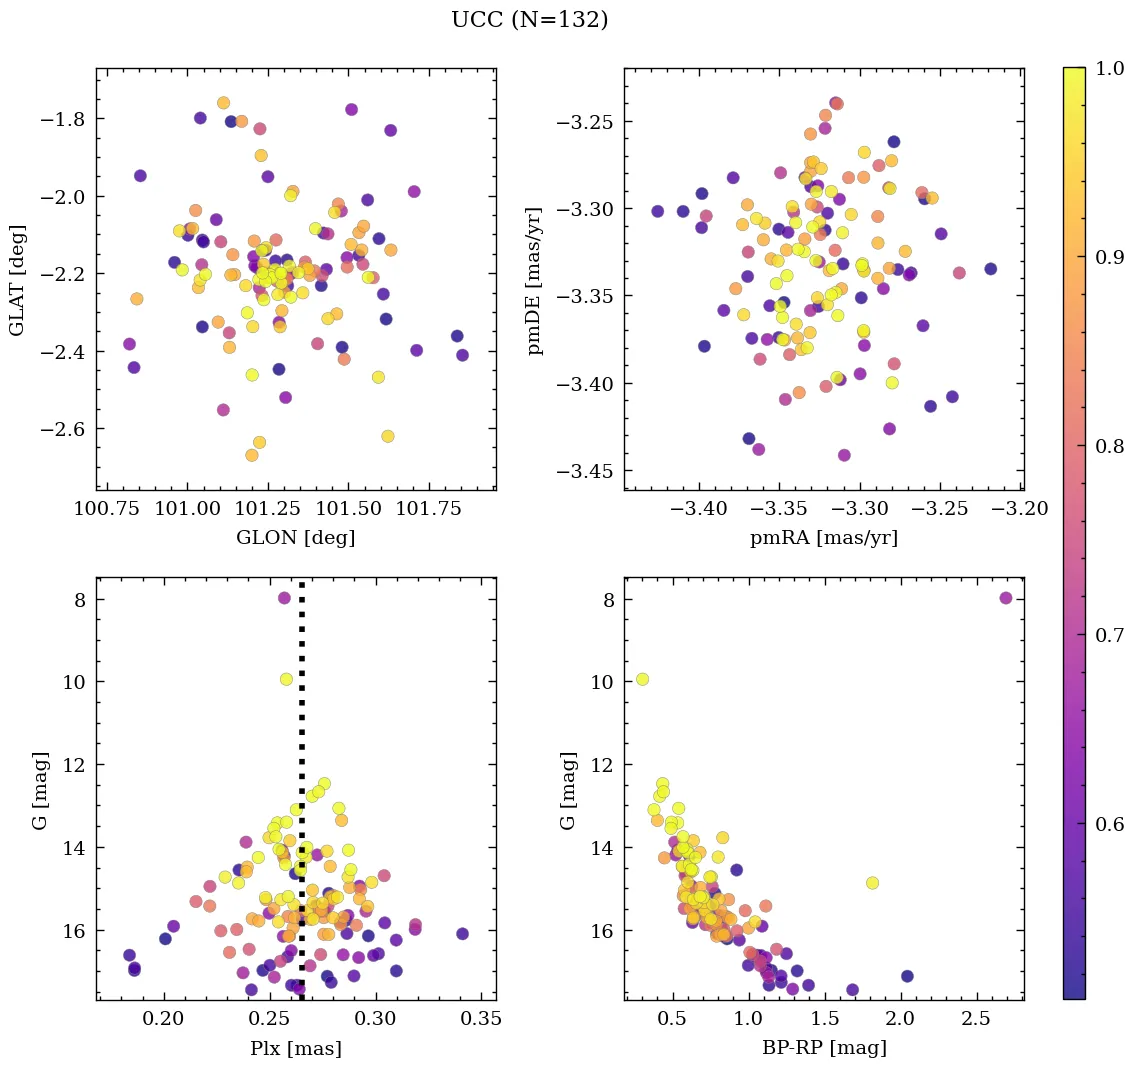 UCC (N=132)
−1.8
−2.0
−2.2
−2.4
−2.6
GLAT [deg]
100.75 101.00 101.25 101.50 101.75
GLON [deg]
−3.25
−3.30
−3.35
−3.40
−3.45
pmDE [mas/yr]
−3.40 −3.35 −3.30 −3.25 −3.20
pmRA [mas/yr]
1.0
0.9
0.8
0.7
0.6
8
10
12
14
16
G [mag]
0.20 0.25 0.30 0.35
Plx [mas]
8
10
12
14
16
G [mag]
0.5 1.0 1.5 2.0 2.5
BP-RP [mag]